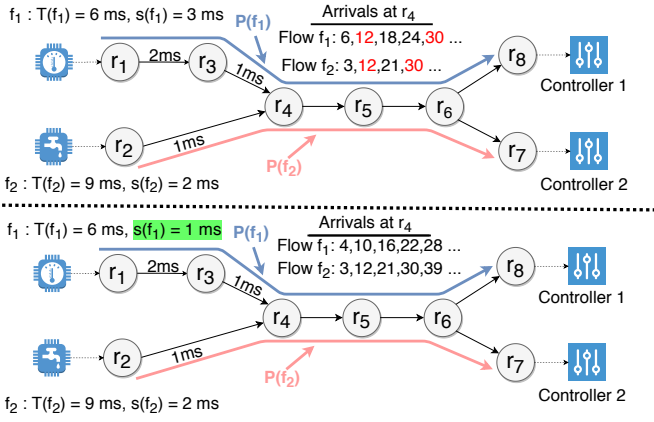 f₁ : T(f₁) = 6 ms, s(f₁) = 3 ms
Arrivals at r₄
P(f₁)
Flow f₁: 6,12,18,24,30 ...
Flow f₂: 3,12,21,30 ...
r₁
2ms
r₃
1ms
r₈
Controller 1
r₄
r₅
r₆
r₂
1ms
r₇
P(f₂)
Controller 2
f₂ : T(f₂) = 9 ms, s(f₂) = 2 ms
f₁ : T(f₁) = 6 ms, s(f₁) = 1 ms
Arrivals at r₄
P(f₁)
Flow f₁: 4,10,16,22,28 ...
Flow f₂: 3,12,21,30,39 ...
r₁
2ms
r₃
1ms
r₈
Controller 1
r₄
r₅
r₆
r₂
1ms
r₇
P(f₂)
Controller 2
f₂ : T(f₂) = 9 ms, s(f₂) = 2 ms